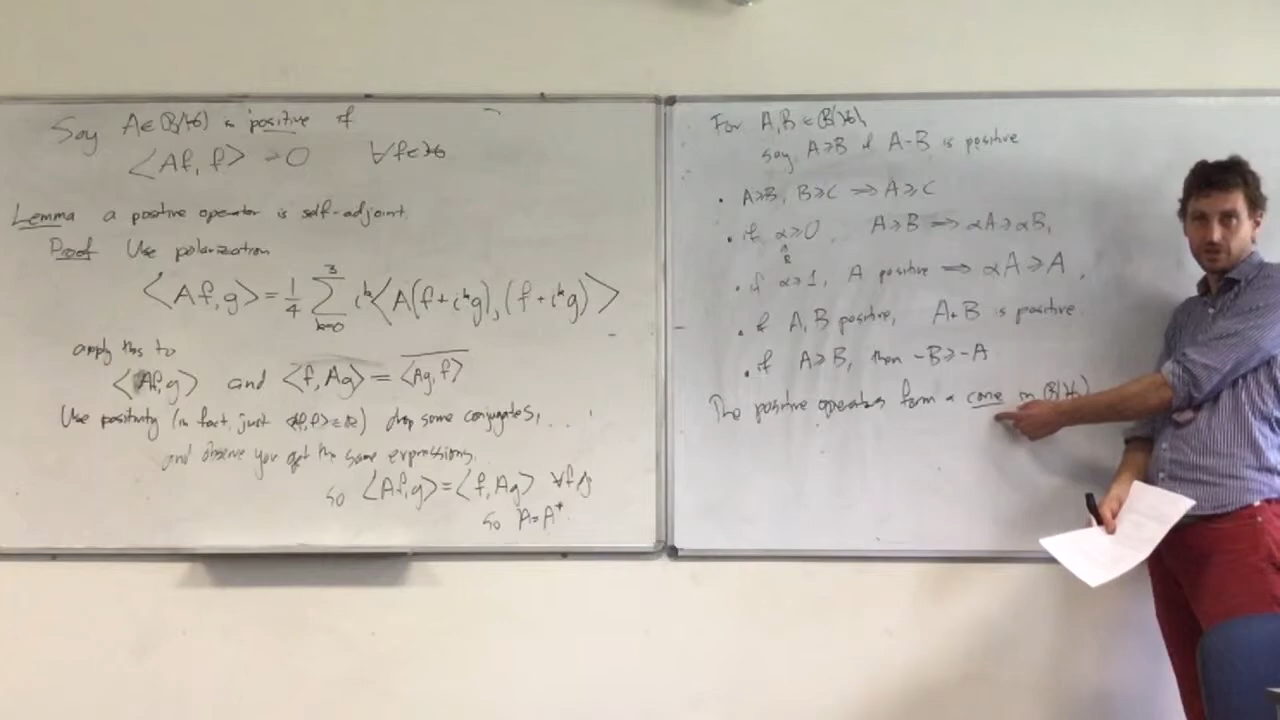 Say A ∈ B(H) is positive if
⟨Af, f⟩ ≥ 0 ∀f ∈ H
Lemma a positive operator is self-adjoint.
Proof Use polarization
⟨Af, g⟩ = 1/4 ∑_{k=0}^{3} i^k ⟨A(f + i^k g), (f + i^k g)⟩
apply this to
⟨Af, g⟩ and ⟨f, Ag⟩ = \overline{⟨Ag, f⟩}
Use positivity (in fact, just ⟨Af, f⟩ ∈ R) drop some conjugates, ...
and observe you get the same expressions.
so ⟨Af, g⟩ = ⟨f, Ag⟩ ∀f, g
so A = A*.
For A, B ∈ B(H),
say A ≥ B if A - B is positive
• A ≥ B, B ≥ C ⟹ A ≥ C
• if α ≥ 0, A ≥ B ⟹ αA ≥ αB,
R
• if α ≥ 1, A positive ⟹ αA ≥ A,
• if A, B positive, A + B is positive
• if A ≥ B, then -B ≥ -A
The positive operators form a cone in B(H)